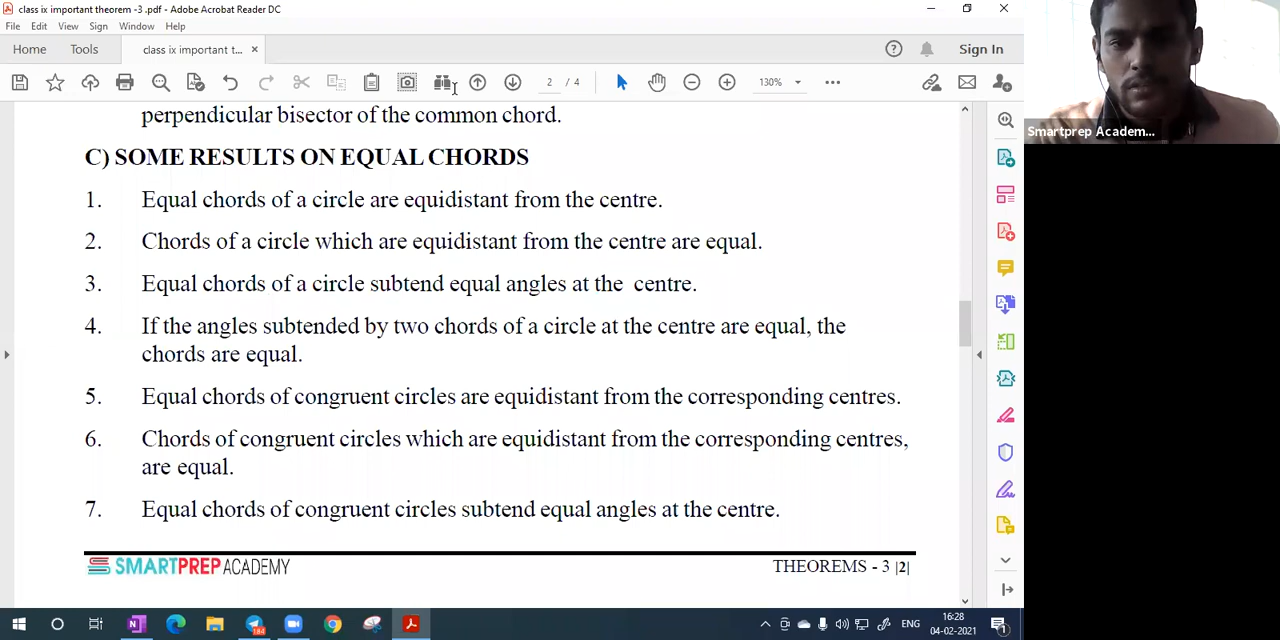 class ix important theorem -3 .pdf - Adobe Acrobat Reader DC
File Edit View Sign Window Help
Home Tools class ix important t... × Sign In
2 / 4 130%
Smartprep Academ...
perpendicular bisector of the common chord.
C) SOME RESULTS ON EQUAL CHORDS
1. Equal chords of a circle are equidistant from the centre.
2. Chords of a circle which are equidistant from the centre are equal.
3. Equal chords of a circle subtend equal angles at the centre.
4. If the angles subtended by two chords of a circle at the centre are equal, the
chords are equal.
5. Equal chords of congruent circles are equidistant from the corresponding centres.
6. Chords of congruent circles which are equidistant from the corresponding centres,
are equal.
7. Equal chords of congruent circles subtend equal angles at the centre.
SMARTPREP ACADEMY THEOREMS - 3 |2|
184 ENG 16:28
04-02-2021 1